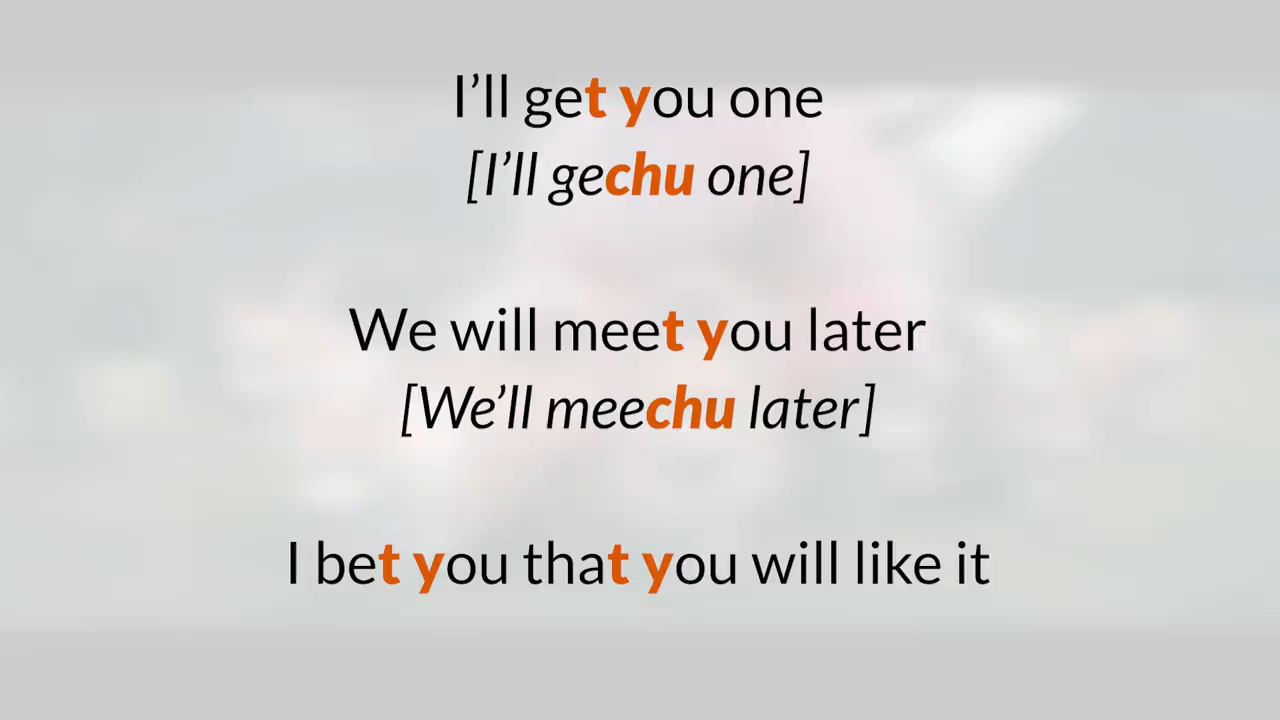 I’ll get you one
[I’ll gechu one]
We will meet you later
[We’ll meechu later]
I bet you that you will like it